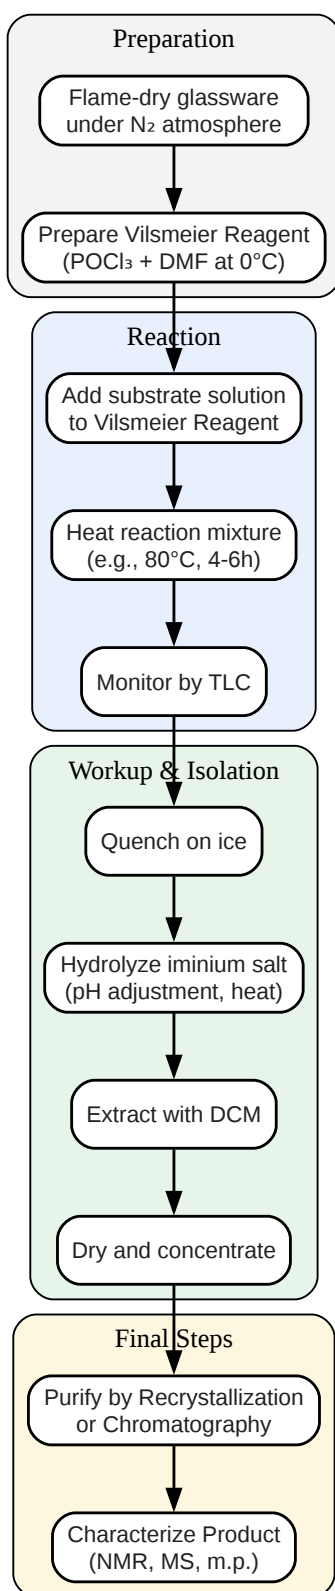 Preparation
Flame-dry glassware
under N₂ atmosphere
Prepare Vilsmeier Reagent
(POCl₃ + DMF at 0°C)
Reaction
Add substrate solution
to Vilsmeier Reagent
Heat reaction mixture
(e.g., 80°C, 4-6h)
Monitor by TLC
Workup & Isolation
Quench on ice
Hydrolyze iminium salt
(pH adjustment, heat)
Extract with DCM
Dry and concentrate
Final Steps
Purify by Recrystallization
or Chromatography
Characterize Product
(NMR, MS, m.p.)